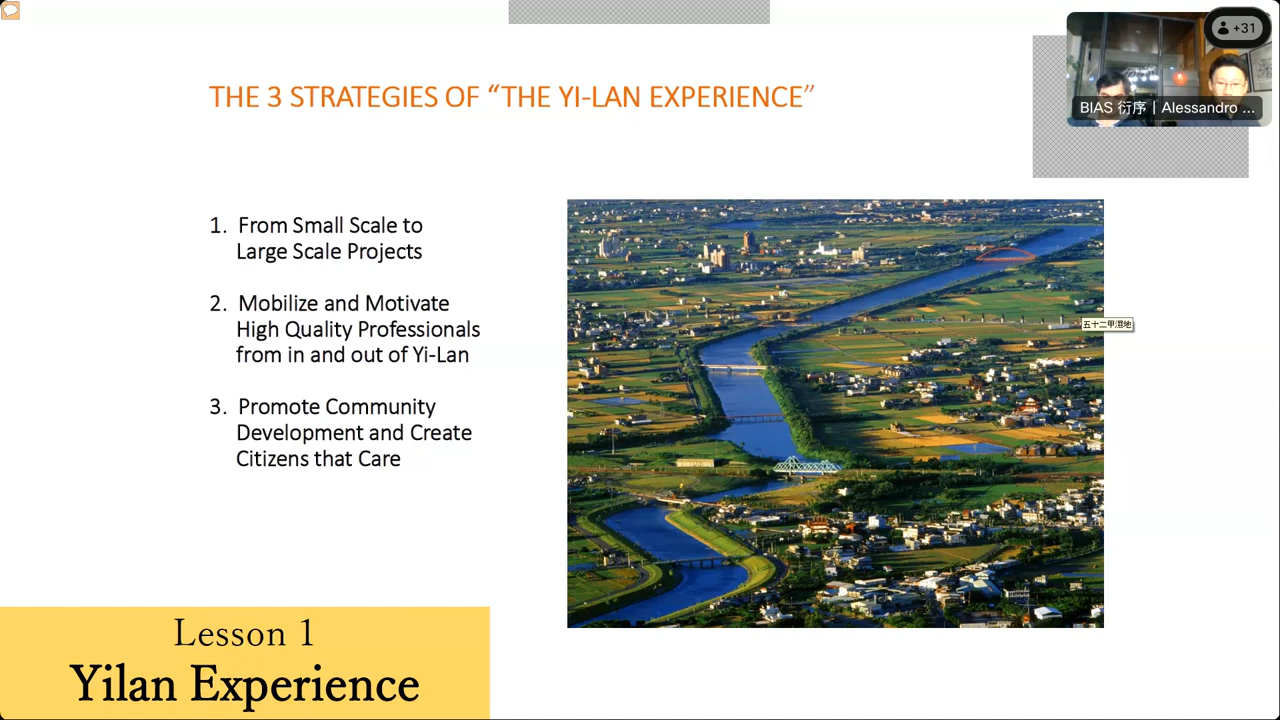 THE 3 STRATEGIES OF “THE YI-LAN EXPERIENCE”
+31
BIAS 衍序 | Alessandro ...
1. From Small Scale to
Large Scale Projects
2. Mobilize and Motivate
High Quality Professionals
from in and out of Yi-Lan
3. Promote Community
Development and Create
Citizens that Care
五十二甲濕地
Lesson 1
Yilan Experience